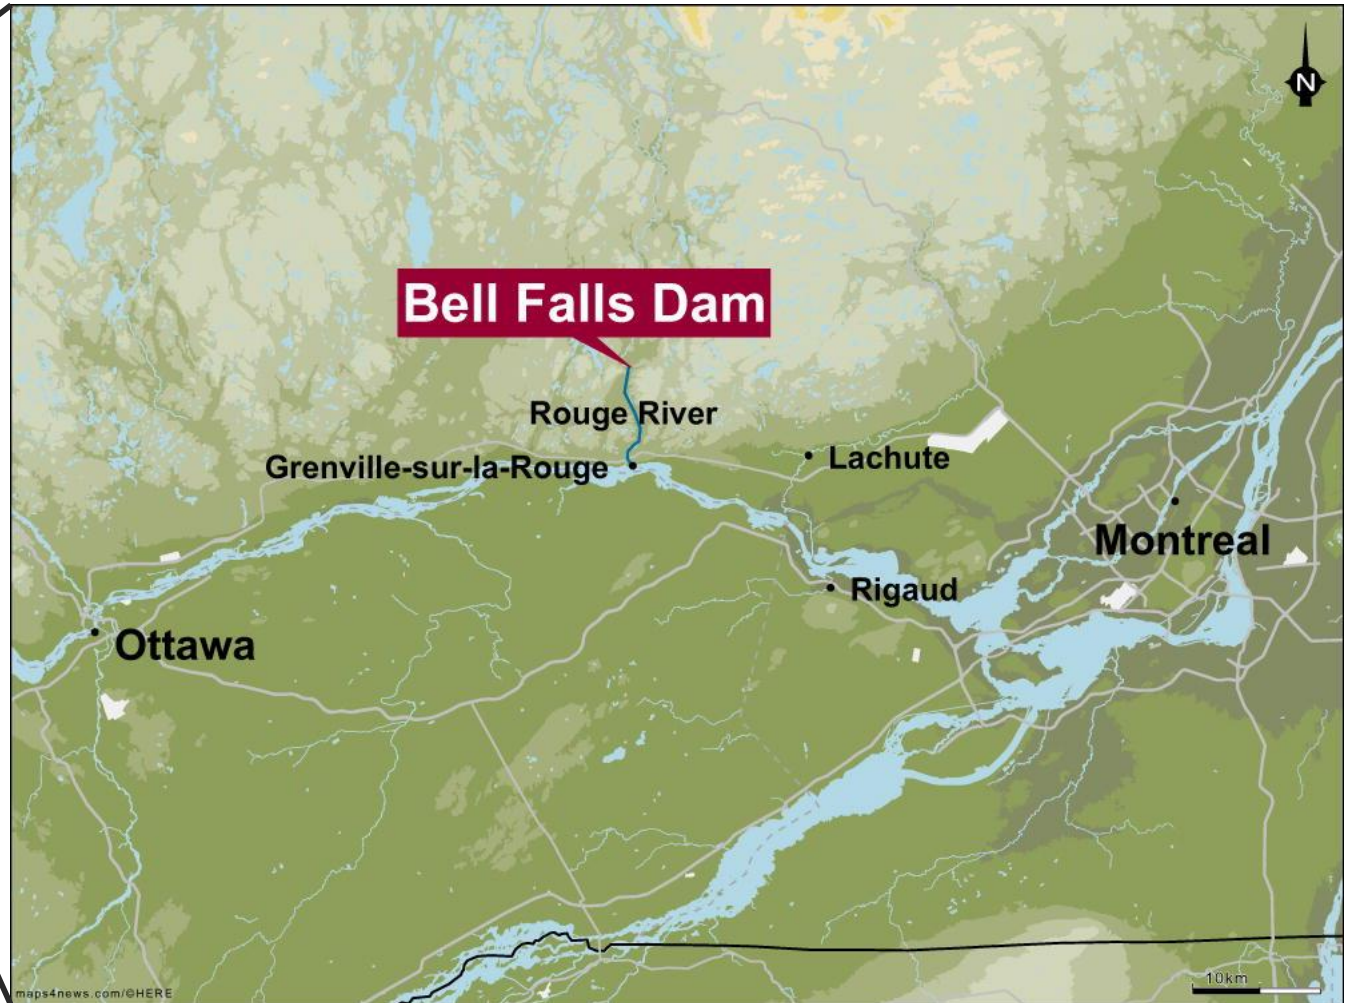 N
Bell Falls Dam
Rouge River
Grenville-sur-la-Rouge
Lachute
Montreal
Rigaud
Ottawa
10km
maps4news.com/©HERE